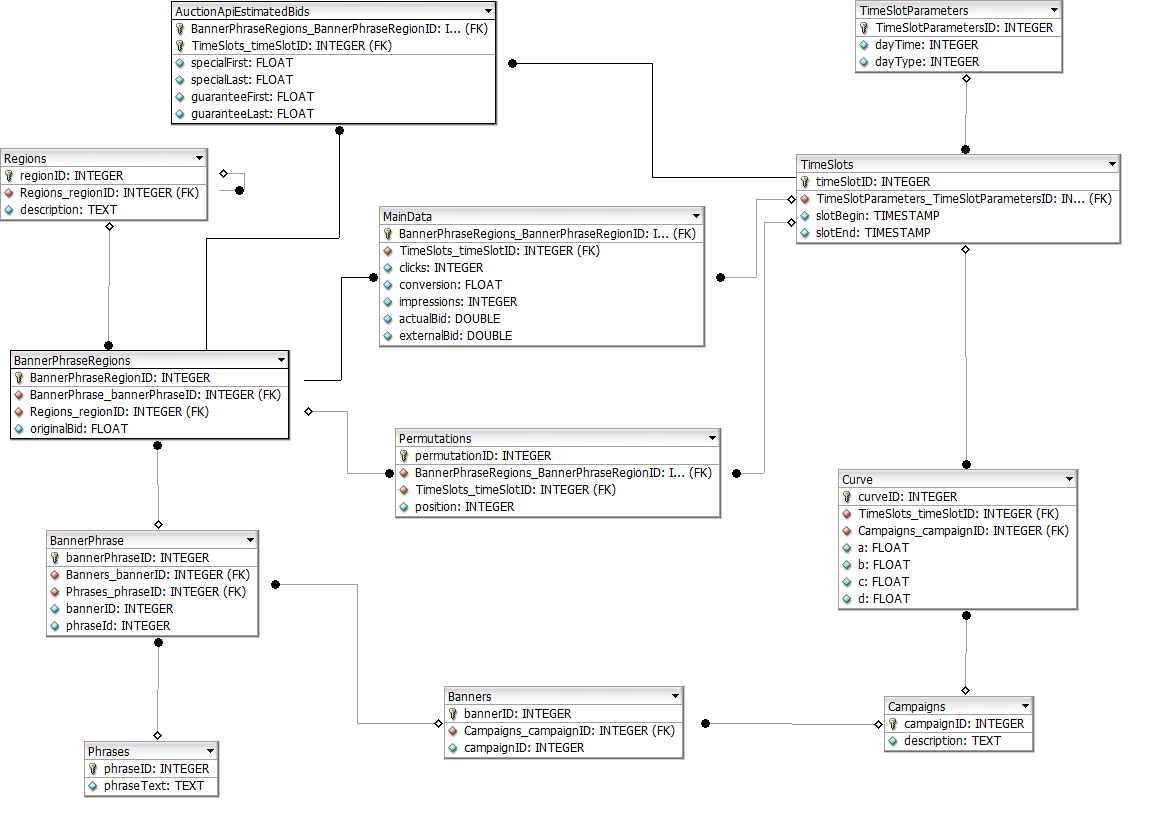 AuctionApiEstimatedBids
BannerPhraseRegions_BannerPhraseRegionID: I... (FK)
TimeSlots_timeSlotID: INTEGER (FK)
specialFirst: FLOAT
specialLast: FLOAT
guaranteeFirst: FLOAT
guaranteeLast: FLOAT
TimeSlotParameters
TimeSlotParametersID: INTEGER
dayTime: INTEGER
dayType: INTEGER
Regions
regionID: INTEGER
Regions_regionID: INTEGER (FK)
description: TEXT
TimeSlots
timeSlotID: INTEGER
TimeSlotParameters_TimeSlotParametersID: IN... (FK)
slotBegin: TIMESTAMP
slotEnd: TIMESTAMP
MainData
BannerPhraseRegions_BannerPhraseRegionID: I... (FK)
TimeSlots_timeSlotID: INTEGER (FK)
clicks: INTEGER
conversion: FLOAT
impressions: INTEGER
actualBid: DOUBLE
externalBid: DOUBLE
BannerPhraseRegions
BannerPhraseRegionID: INTEGER
BannerPhrase_bannerPhraseID: INTEGER (FK)
Regions_regionID: INTEGER (FK)
originalBid: FLOAT
Permutations
permutationID: INTEGER
BannerPhraseRegions_BannerPhraseRegionID: I... (FK)
TimeSlots_timeSlotID: INTEGER (FK)
position: INTEGER
Curve
curveID: INTEGER
TimeSlots_timeSlotID: INTEGER (FK)
Campaigns_campaignID: INTEGER (FK)
a: FLOAT
b: FLOAT
c: FLOAT
d: FLOAT
BannerPhrase
bannerPhraseID: INTEGER
Banners_bannerID: INTEGER (FK)
Phrases_phraseID: INTEGER (FK)
bannerID: INTEGER
phraseId: INTEGER
Banners
bannerID: INTEGER
Campaigns_campaignID: INTEGER (FK)
campaignID: INTEGER
Campaigns
campaignID: INTEGER
description: TEXT
Phrases
phraseID: INTEGER
phraseText: TEXT